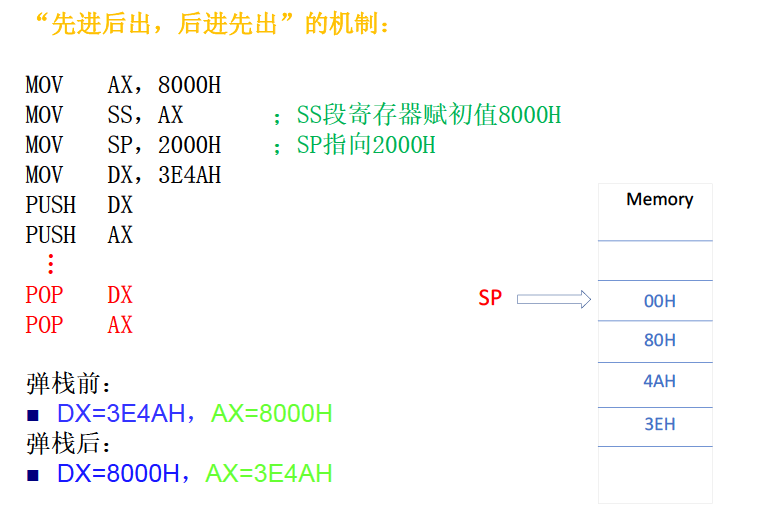 “先进后出，后进先出”的机制：
MOV AX，8000H
MOV SS，AX ；SS段寄存器赋初值8000H
MOV SP，2000H ；SP指向2000H
MOV DX，3E4AH
PUSH DX
PUSH AX
⋮
POP DX
POP AX
弹栈前：
■ DX=3E4AH，AX=8000H
弹栈后：
■ DX=8000H，AX=3E4AH
Memory
SP
00H
80H
4AH
3EH